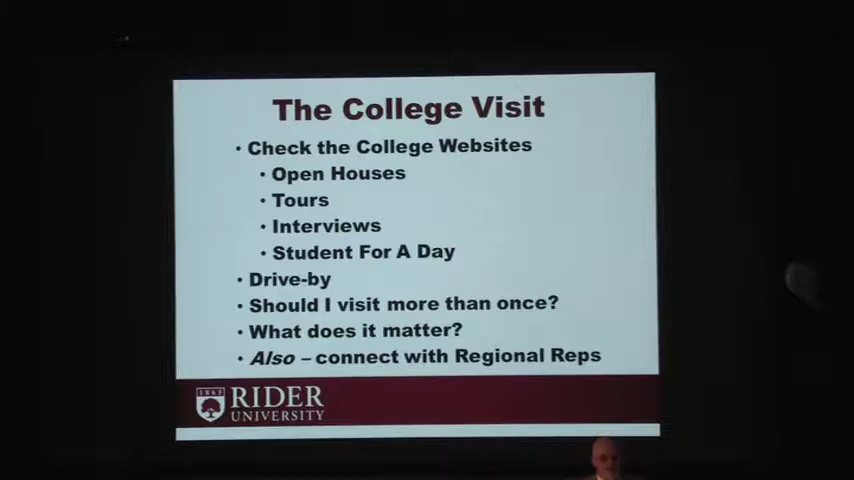 The College Visit
• Check the College Websites
• Open Houses
• Tours
• Interviews
• Student For A Day
• Drive-by
• Should I visit more than once?
• What does it matter?
• Also – connect with Regional Reps
1865
RIDER
UNIVERSITY